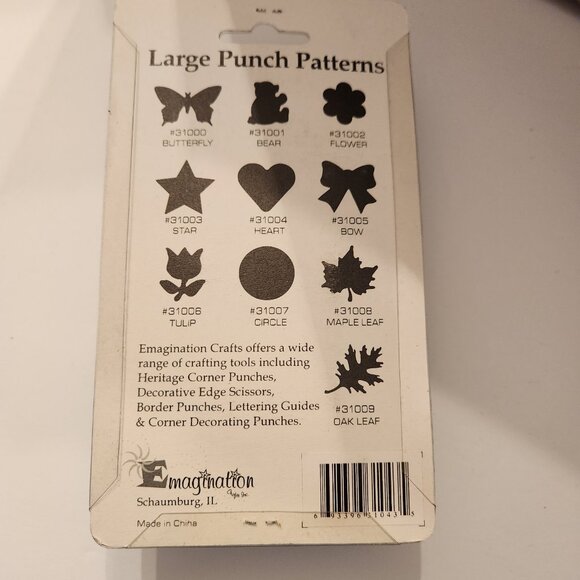 Large Punch Patterns
#31000 #31001 #31002
BUTTERFLY BEAR FLOWER
#31003 #31004 #31005
STAR HEART BOW
#31006 #31007 #31008
TULIP CIRCLE MAPLE LEAF
Emagination Crafts offers a wide
range of crafting tools including
Heritage Corner Punches,
Decorative Edge Scissors,
Border Punches, Lettering Guides
& Corner Decorating Punches.
#31009
OAK LEAF
Emagination
Schaumburg, IL
Made in China
1